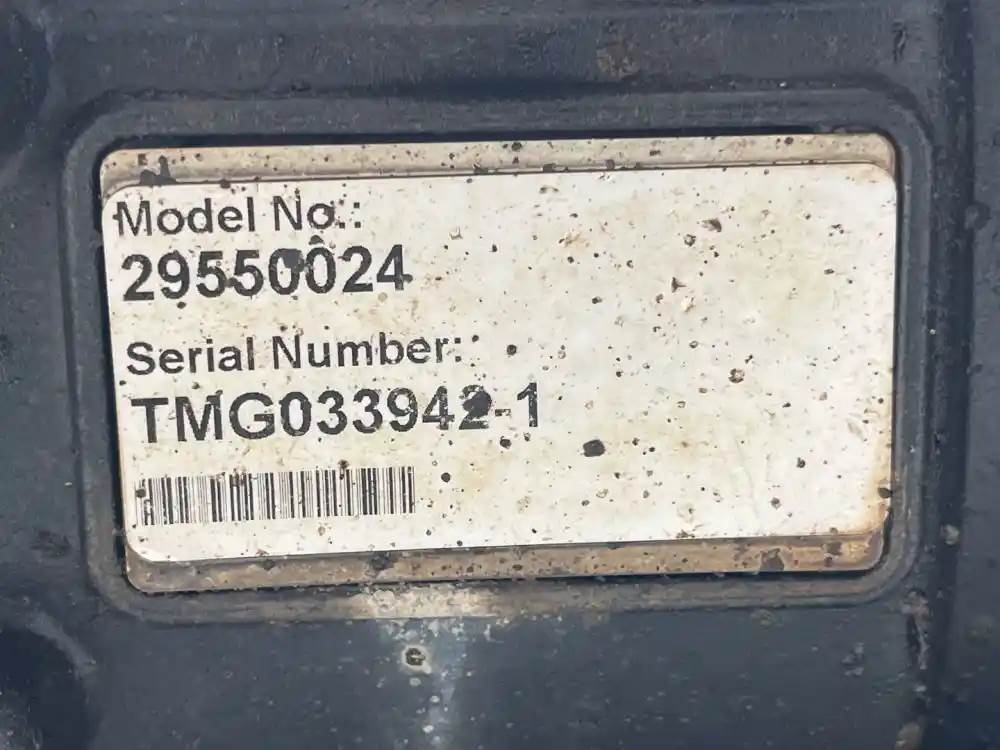 Model No.:
29550024
Serial Number:
TMG033942-1